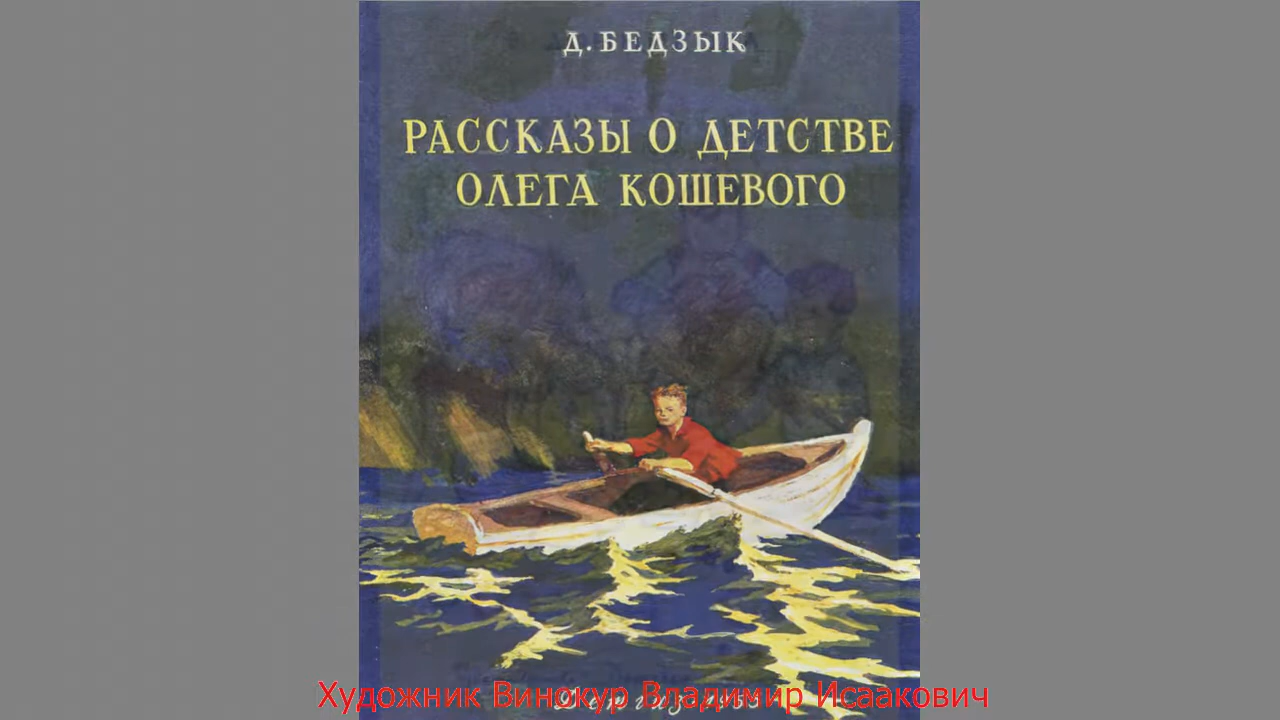 Д. БЕДЗЫК
РАССКАЗЫ О ДЕТСТВЕ
ОЛЕГА КОШЕВОГО
Художник Винокур Владимир Исаакович